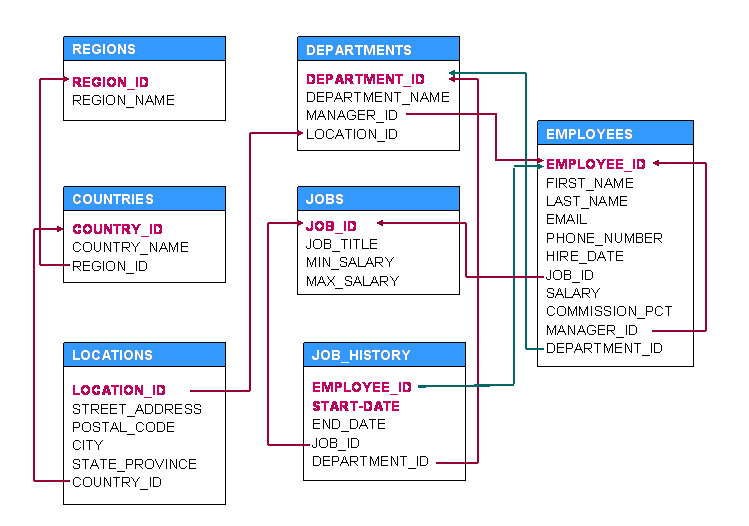 REGIONS
REGION_ID
REGION_NAME
DEPARTMENTS
DEPARTMENT_ID
DEPARTMENT_NAME
MANAGER_ID
LOCATION_ID
EMPLOYEES
EMPLOYEE_ID
FIRST_NAME
LAST_NAME
EMAIL
PHONE_NUMBER
HIRE_DATE
JOB_ID
SALARY
COMMISSION_PCT
MANAGER_ID
DEPARTMENT_ID
COUNTRIES
COUNTRY_ID
COUNTRY_NAME
REGION_ID
JOBS
JOB_ID
JOB_TITLE
MIN_SALARY
MAX_SALARY
LOCATIONS
LOCATION_ID
STREET_ADDRESS
POSTAL_CODE
CITY
STATE_PROVINCE
COUNTRY_ID
JOB_HISTORY
EMPLOYEE_ID
START-DATE
END_DATE
JOB_ID
DEPARTMENT_ID